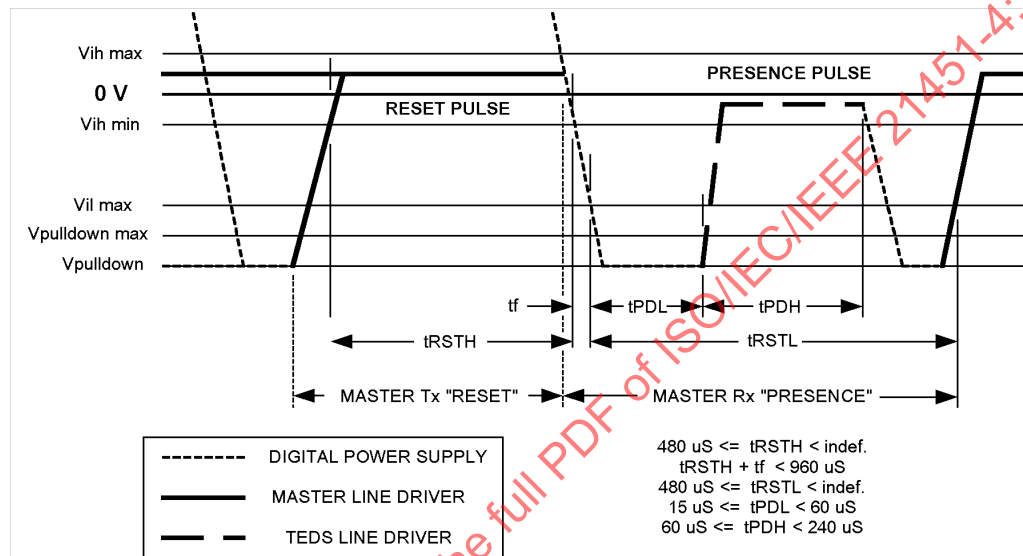 Vih max
0 V
Vih min
Vil max
Vpulldown max
Vpulldown
RESET PULSE
PRESENCE PULSE
tf
tPDL
tPDH
tRSTH
tRSTL
MASTER Tx "RESET"
MASTER Rx "PRESENCE"
DIGITAL POWER SUPPLY
MASTER LINE DRIVER
TEDS LINE DRIVER
480 uS <= tRSTH < indef.
tRSTH + tf < 960 uS
480 uS <= tRSTL < indef.
15 uS <= tPDL < 60 uS
60 uS <= tPDH < 240 uS
he full PDF of ISO/IEC/IEEE 21451-4: